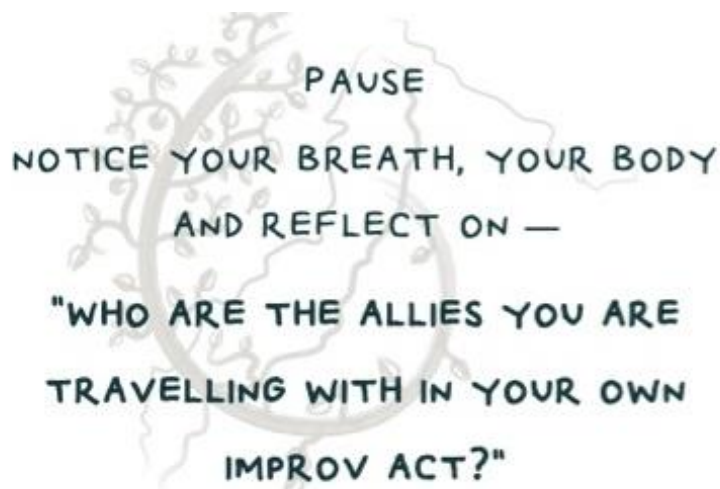 PAUSE
NOTICE YOUR BREATH, YOUR BODY
AND REFLECT ON —
"WHO ARE THE ALLIES YOU ARE
TRAVELLING WITH IN YOUR OWN
IMPROV ACT?"